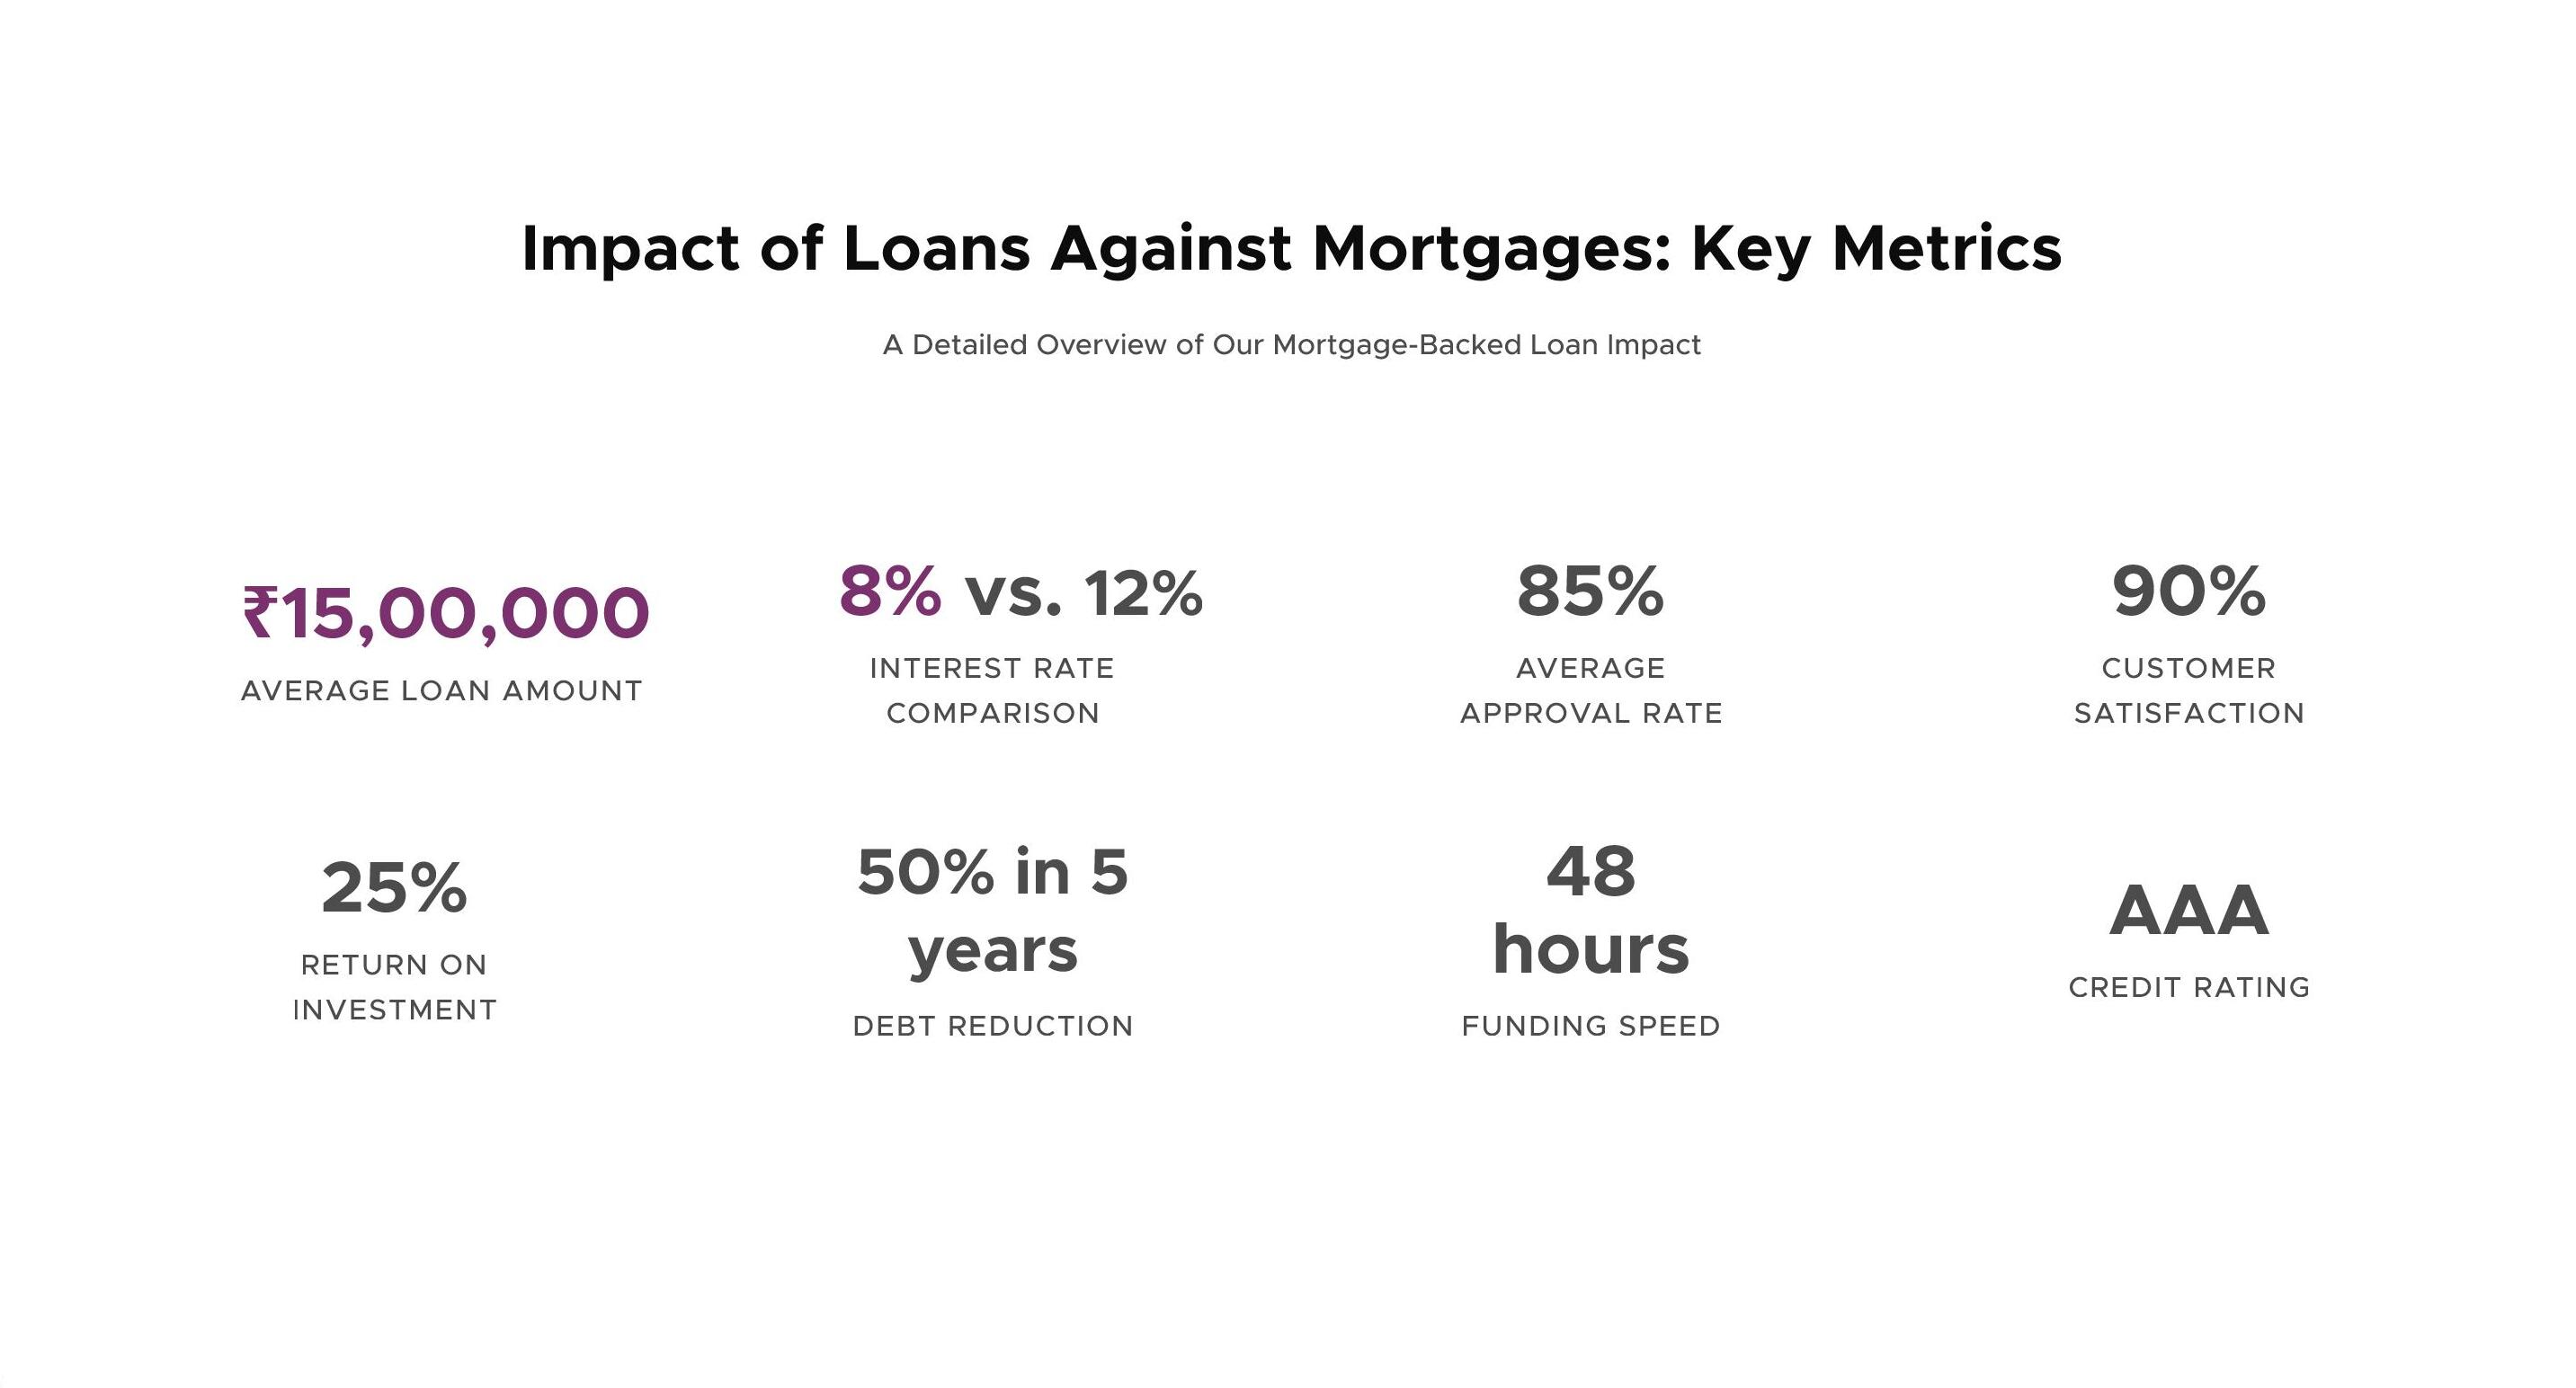 Impact of Loans Against Mortgages: Key Metrics
A Detailed Overview of Our Mortgage-Backed Loan Impact
₹15,00,000
AVERAGE LOAN AMOUNT
8% vs. 12%
INTEREST RATE
COMPARISON
85%
AVERAGE
APPROVAL RATE
90%
CUSTOMER
SATISFACTION
25%
RETURN ON
INVESTMENT
50% in 5
years
DEBT REDUCTION
48
hours
FUNDING SPEED
AAA
CREDIT RATING